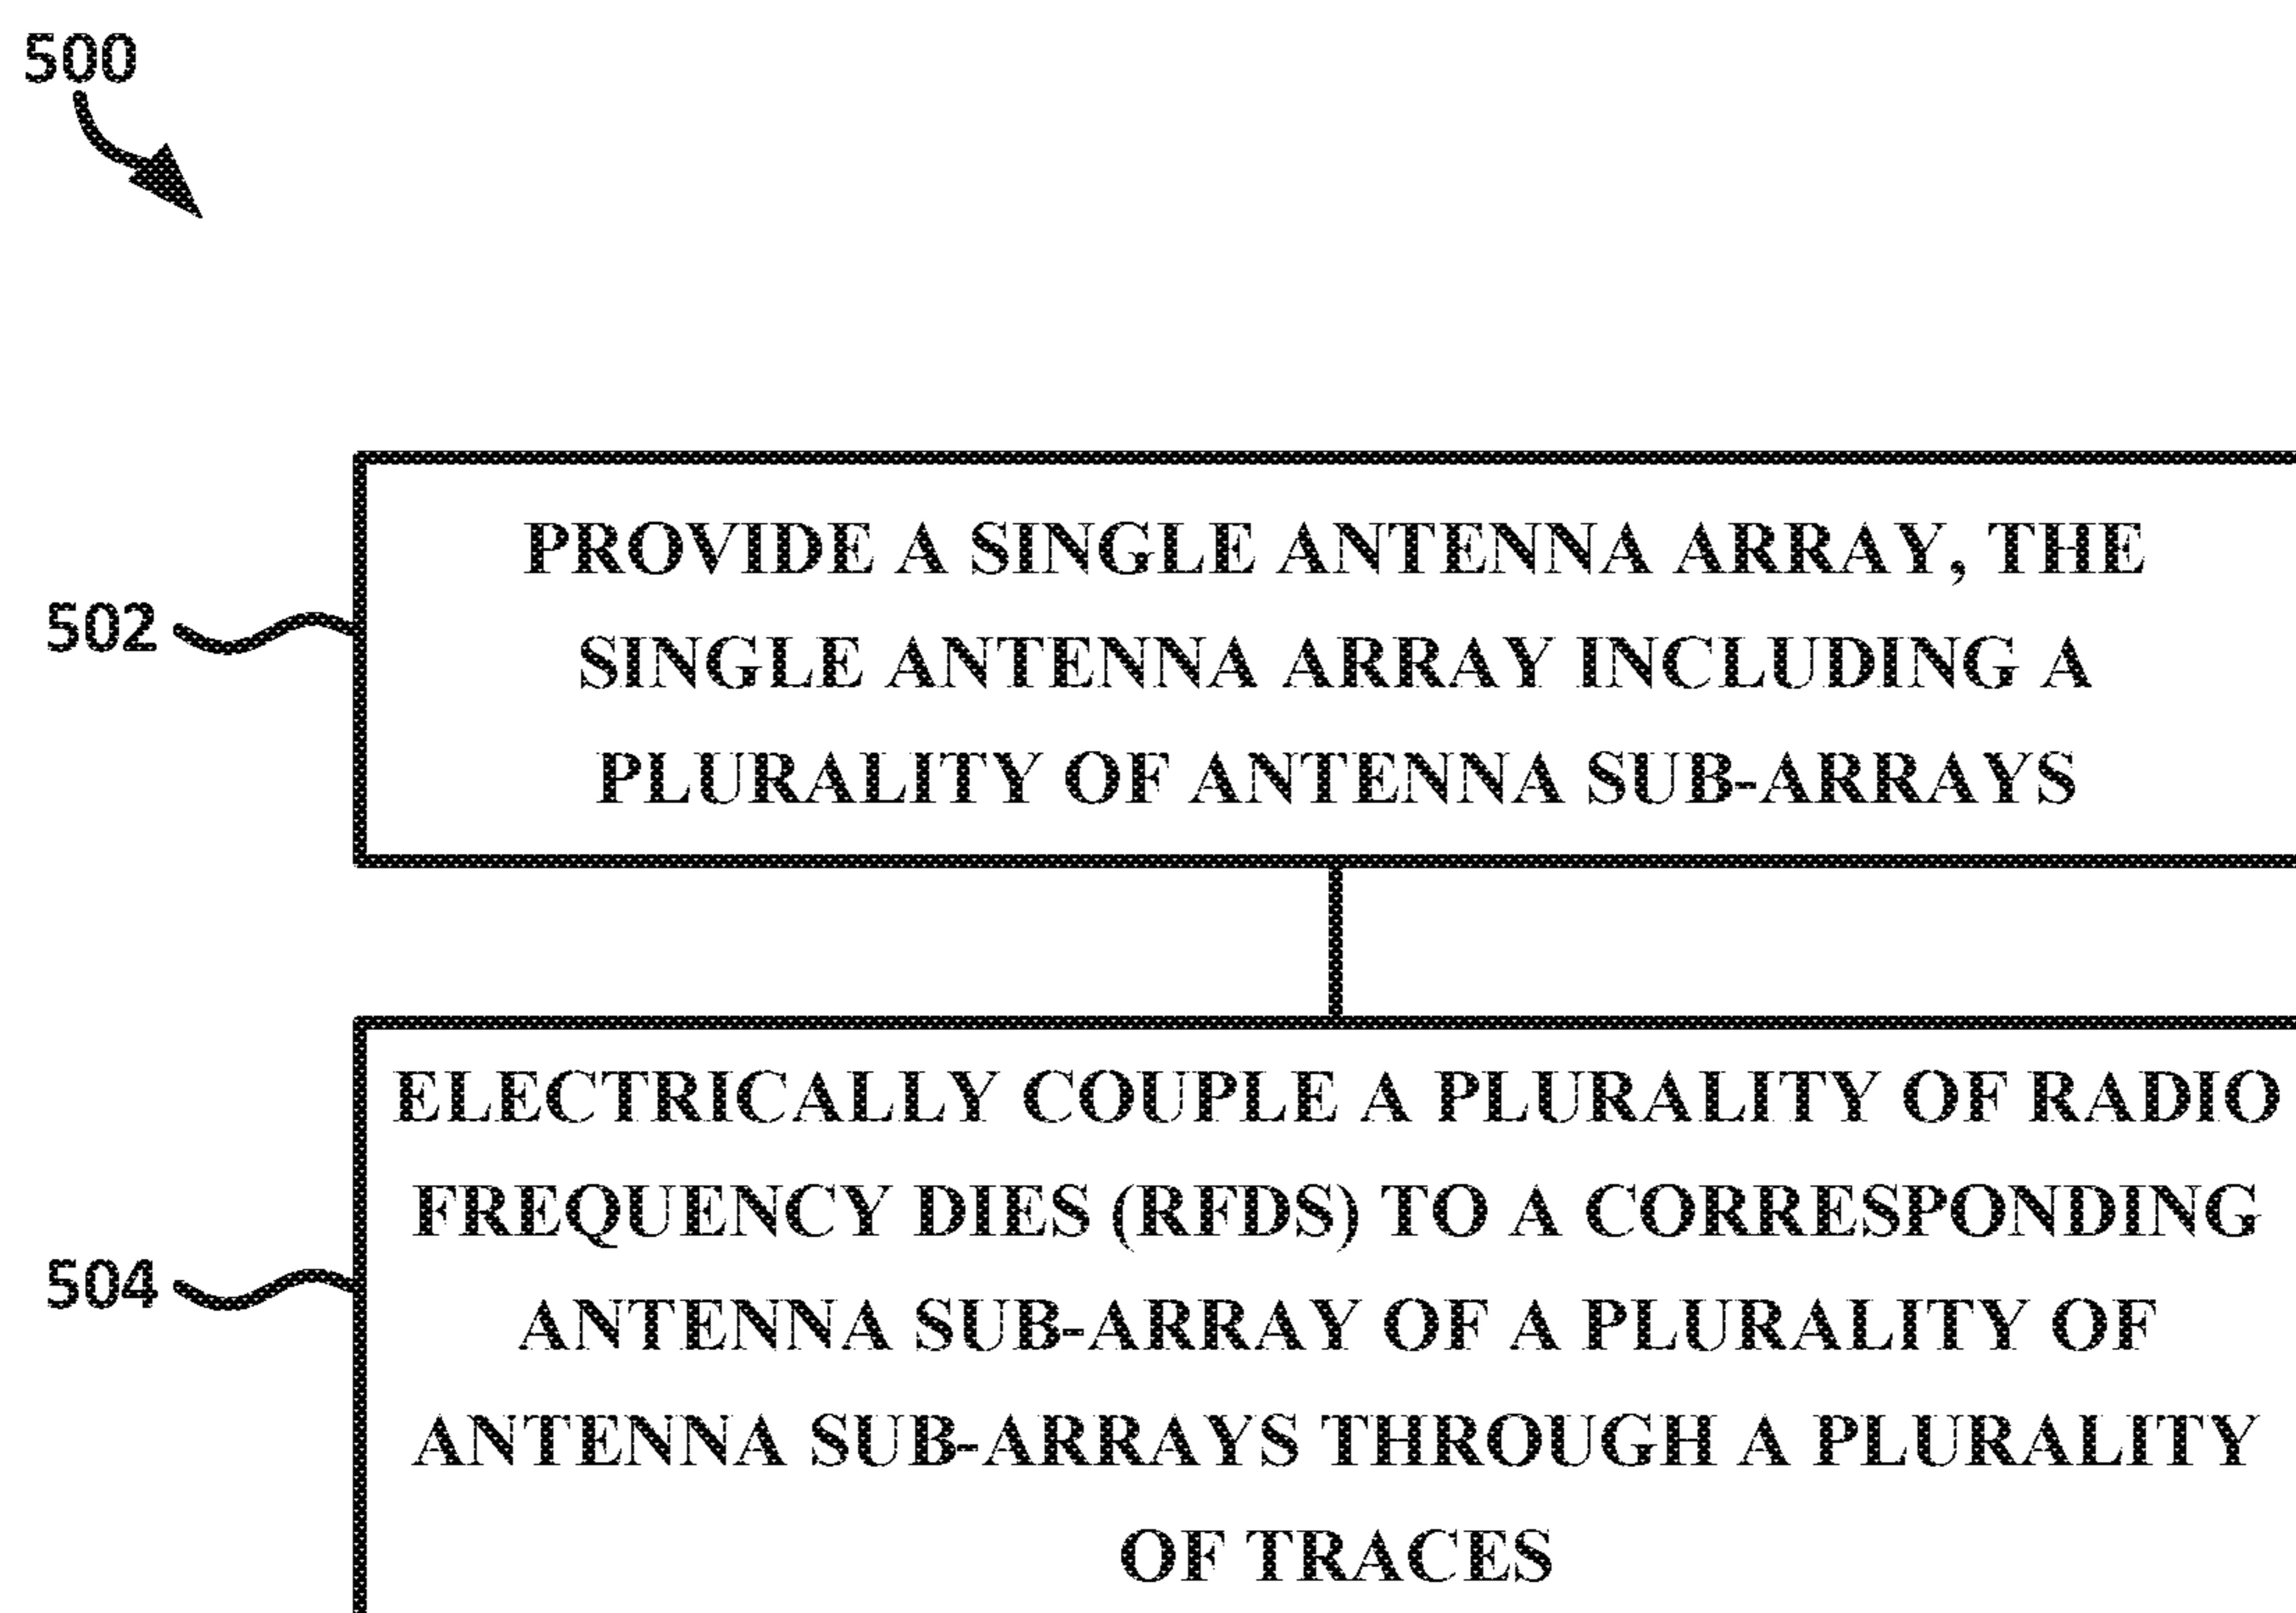 500
502
PROVIDE A SINGLE ANTENNA ARRAY, THE
SINGLE ANTENNA ARRAY INCLUDING A
PLURALITY OF ANTENNA SUB-ARRAYS
504
ELECTRICALLY COUPLE A PLURALITY OF RADIO
FREQUENCY DIES (RFDS) TO A CORRESPONDING
ANTENNA SUB-ARRAY OF A PLURALITY OF
ANTENNA SUB-ARRAYS THROUGH A PLURALITY
OF TRACES